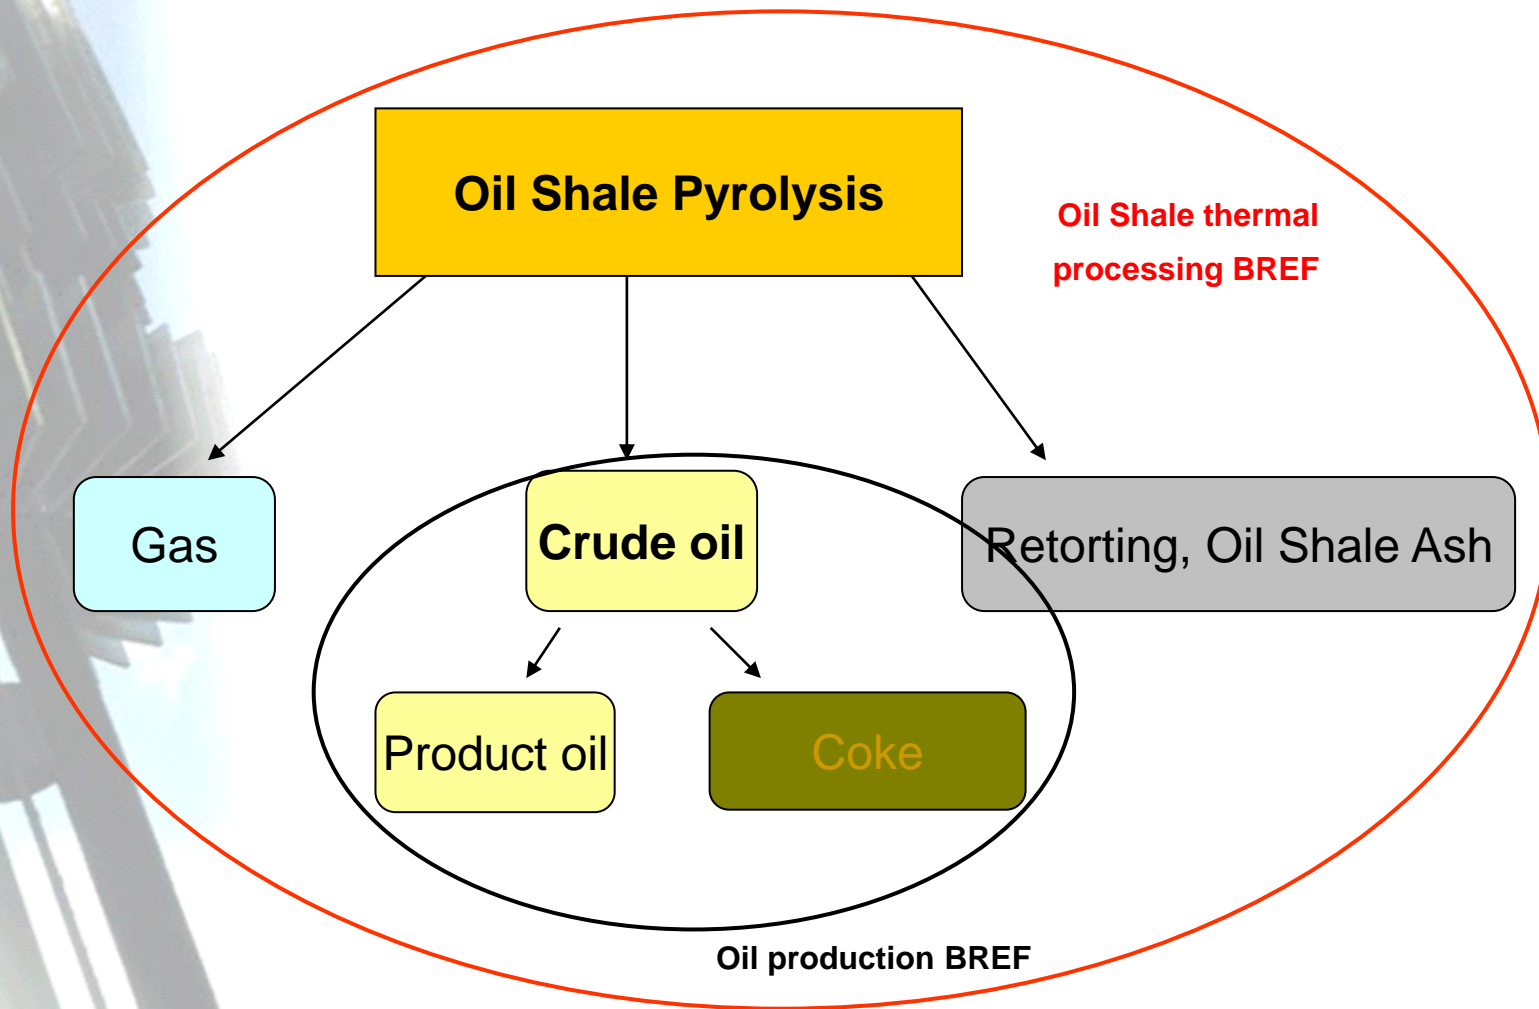 Oil Shale Pyrolysis
Oil Shale thermal
processing BREF
Gas
Crude oil
Retorting, Oil Shale Ash
Product oil
Coke
Oil production BREF